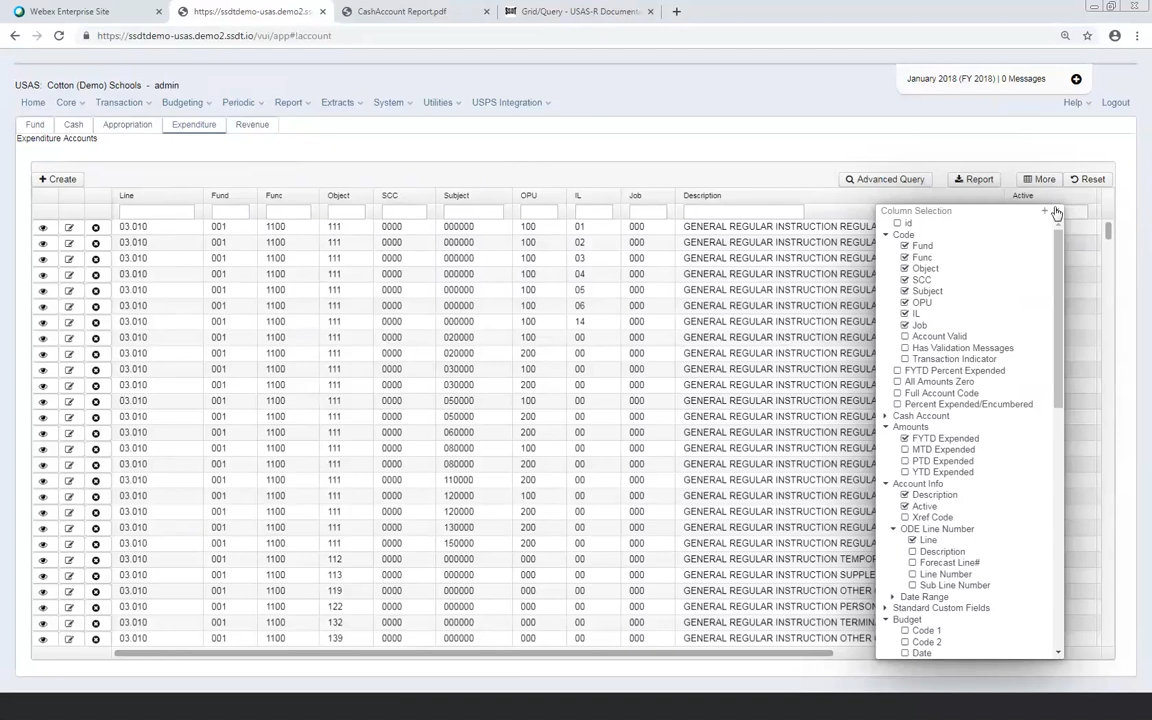 Webex Enterprise Site
https://ssdtdemo-usas.demo2.ss
CashAccount Report.pdf
Grid/Query - USAS-R Document
https://ssdtdemo-usas.demo2.ssdt.io/vui/app#!account
USAS: Cotton (Demo) Schools - admin
January 2018 (FY 2018) | 0 Messages
Home Core Transaction Budgeting Periodic Report Extracts System Utilities USPS Integration Help Logout
Fund Cash Appropriation Expenditure Revenue
Expenditure Accounts
+ Create Advanced Query Report More Reset
Line Fund Func Object SCC Subject OPU IL Job Description Active
03.010 001 1100 111 0000 000000 100 01 000 GENERAL REGULAR INSTRUCTION REGULA
03.010 001 1100 111 0000 000000 100 02 000 GENERAL REGULAR INSTRUCTION REGULA
03.010 001 1100 111 0000 000000 100 03 000 GENERAL REGULAR INSTRUCTION REGULA
03.010 001 1100 111 0000 000000 100 04 000 GENERAL REGULAR INSTRUCTION REGULA
03.010 001 1100 111 0000 000000 100 05 000 GENERAL REGULAR INSTRUCTION REGULA
03.010 001 1100 111 0000 000000 100 06 000 GENERAL REGULAR INSTRUCTION REGULA
03.010 001 1100 111 0000 000000 100 14 000 GENERAL REGULAR INSTRUCTION REGULA
03.010 001 1100 111 0000 020000 100 00 000 GENERAL REGULAR INSTRUCTION REGULA
03.010 001 1100 111 0000 020000 200 00 000 GENERAL REGULAR INSTRUCTION REGULA
03.010 001 1100 111 0000 030000 100 00 000 GENERAL REGULAR INSTRUCTION REGULA
03.010 001 1100 111 0000 030000 200 00 000 GENERAL REGULAR INSTRUCTION REGULA
03.010 001 1100 111 0000 050000 100 00 000 GENERAL REGULAR INSTRUCTION REGULA
03.010 001 1100 111 0000 050000 200 00 000 GENERAL REGULAR INSTRUCTION REGULA
03.010 001 1100 111 0000 060000 200 00 000 GENERAL REGULAR INSTRUCTION REGULA
03.010 001 1100 111 0000 080000 100 00 000 GENERAL REGULAR INSTRUCTION REGULA
03.010 001 1100 111 0000 080000 200 00 000 GENERAL REGULAR INSTRUCTION REGULA
03.010 001 1100 111 0000 110000 200 00 000 GENERAL REGULAR INSTRUCTION REGULA
03.010 001 1100 111 0000 120000 100 00 000 GENERAL REGULAR INSTRUCTION REGULA
03.010 001 1100 111 0000 120000 200 00 000 GENERAL REGULAR INSTRUCTION REGULA
03.010 001 1100 111 0000 130000 200 00 000 GENERAL REGULAR INSTRUCTION REGULA
03.010 001 1100 111 0000 150000 200 00 000 GENERAL REGULAR INSTRUCTION REGULA
03.010 001 1100 112 0000 000000 000 00 000 GENERAL REGULAR INSTRUCTION TEMPOR
03.010 001 1100 113 0000 000000 000 00 000 GENERAL REGULAR INSTRUCTION SUPPLE
03.010 001 1100 119 0000 000000 000 00 000 GENERAL REGULAR INSTRUCTION OTHER
03.010 001 1100 122 0000 000000 000 00 000 GENERAL REGULAR INSTRUCTION PERSON
03.010 001 1100 132 0000 000000 000 00 000 GENERAL REGULAR INSTRUCTION TERMIN
03.010 001 1100 139 0000 000000 000 00 000 GENERAL REGULAR INSTRUCTION OTHER
Column Selection +
id
Code
Fund
Func
Object
SCC
Subject
OPU
IL
Job
Account Valid
Has Validation Messages
Transaction Indicator
FYTD Percent Expended
All Amounts Zero
Full Account Code
Percent Expended/Encumbered
Cash Account
Amounts
FYTD Expended
MTD Expended
PTD Expended
YTD Expended
Account Info
Description
Active
Xref Code
ODE Line Number
Line
Description
Forecast Line#
Line Number
Sub Line Number
Date Range
Standard Custom Fields
Budget
Code 1
Code 2
Date